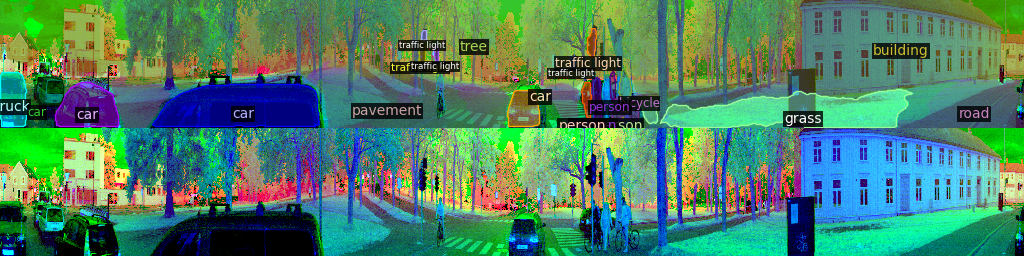 traffic light
tree
traf traffic light
traffic light
building
traffic light
car
ruck
car
car
car
pavement
person
cycle
road
grass
person
son